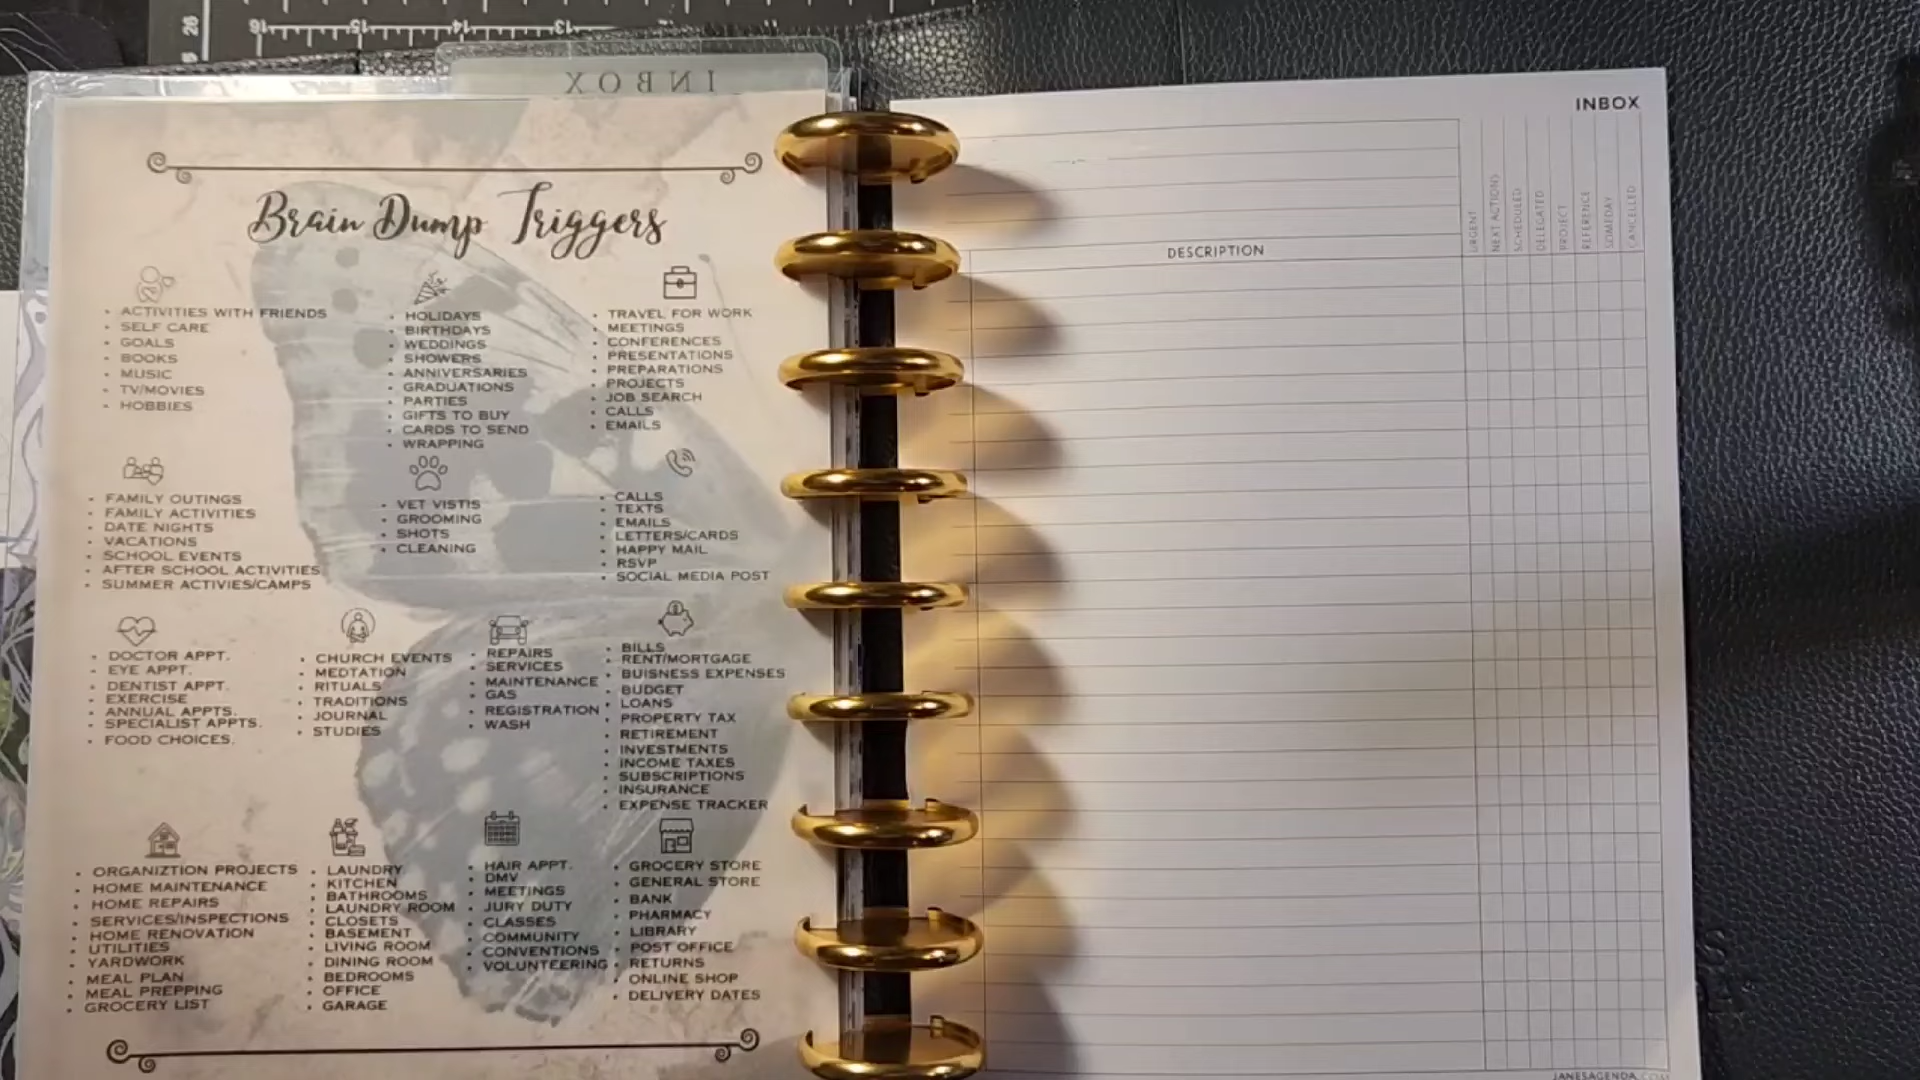 26
16 15 14 13 11
INBOX
Brain Dump Triggers
ACTIVITIES WITH FRIENDS
SELF CARE
GOALS
BOOKS
MUSIC
TV/MOVIES
HOBBIES
HOLIDAYS
BIRTHDAYS
WEDDINGS
SHOWERS
ANNIVERSARIES
GRADUATIONS
PARTIES
GIFTS TO BUY
CARDS TO SEND
WRAPPING
TRAVEL FOR WORK
MEETINGS
CONFERENCES
PRESENTATIONS
PREPARATIONS
PROJECTS
JOB SEARCH
CALLS
EMAILS
FAMILY OUTINGS
FAMILY ACTIVITIES
DATE NIGHTS
VACATIONS
SCHOOL EVENTS
AFTER SCHOOL ACTIVITIES
SUMMER ACTIVIES/CAMPS
VET VISTIS
GROOMING
SHOTS
CLEANING
CALLS
TEXTS
EMAILS
LETTERS/CARDS
HAPPY MAIL
RSVP
SOCIAL MEDIA POST
DOCTOR APPT.
EYE APPT.
DENTIST APPT.
EXERCISE
ANNUAL APPTS.
SPECIALIST APPTS.
FOOD CHOICES.
CHURCH EVENTS
MEDTATION
RITUALS
TRADITIONS
JOURNAL
STUDIES
REPAIRS
SERVICES
MAINTENANCE
GAS
REGISTRATION
WASH
BILLS
RENT/MORTGAGE
BUISNESS EXPENSES
BUDGET
LOANS
PROPERTY TAX
RETIREMENT
INVESTMENTS
INCOME TAXES
SUBSCRIPTIONS
INSURANCE
EXPENSE TRACKER
ORGANIZTION PROJECTS
HOME MAINTENANCE
HOME REPAIRS
SERVICES/INSPECTIONS
HOME RENOVATION
UTILITIES
YARDWORK
MEAL PLAN
MEAL PREPPING
GROCERY LIST
LAUNDRY
KITCHEN
BATHROOMS
LAUNDRY ROOM
CLOSETS
BASEMENT
LIVING ROOM
DINING ROOM
BEDROOMS
OFFICE
GARAGE
HAIR APPT.
DMV
MEETINGS
JURY DUTY
CLASSES
COMMUNITY
CONVENTIONS
VOLUNTEERING
GROCERY STORE
GENERAL STORE
BANK
PHARMACY
LIBRARY
POST OFFICE
RETURNS
ONLINE SHOP
DELIVERY DATES
INBOX
DESCRIPTION
URGENT
NEXT ACTIONS
SCHEDULED
DELEGATED
PROJECT
REFERENCE
SOMEDAY
CANCELLED
JANESAGENDA.COM